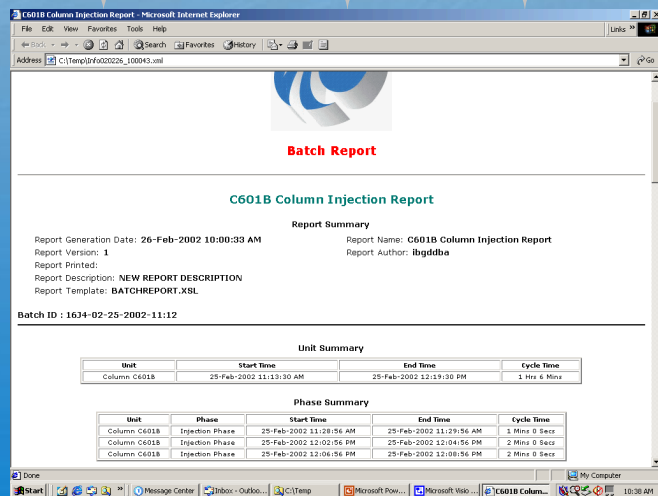 C601B Column Injection Report - Microsoft Internet Explorer
File Edit View Favorites Tools Help
Links »
Back Search Favorites History
Address C:\Temp\Info020226_100043.xml Go
Batch Report
C601B Column Injection Report
Report Summary
Report Generation Date: 26-Feb-2002 10:00:33 AM Report Name: C601B Column Injection Report
Report Version: 1 Report Author: ibgddba
Report Printed:
Report Description: NEW REPORT DESCRIPTION
Report Template: BATCHREPORT.XSL
Batch ID : 16J4-02-25-2002-11:12
Unit Summary
Unit Start Time End Time Cycle Time
Column C601B 25-Feb-2002 11:13:30 AM 25-Feb-2002 12:19:30 PM 1 Hrs 6 Mins
Phase Summary
Unit Phase Start Time End Time Cycle Time
Column C601B Injection Phase 25-Feb-2002 11:28:56 AM 25-Feb-2002 11:29:56 AM 1 Mins 0 Secs
Column C601B Injection Phase 25-Feb-2002 12:02:56 PM 25-Feb-2002 12:04:56 PM 2 Mins 0 Secs
Column C601B Injection Phase 25-Feb-2002 12:06:56 PM 25-Feb-2002 12:08:56 PM 2 Mins 0 Secs
Done My Computer
Start » Message Center Inbox - Outloo... C:\Temp Microsoft Pow... Microsoft Visio ... C601B Colum... 10:38 AM